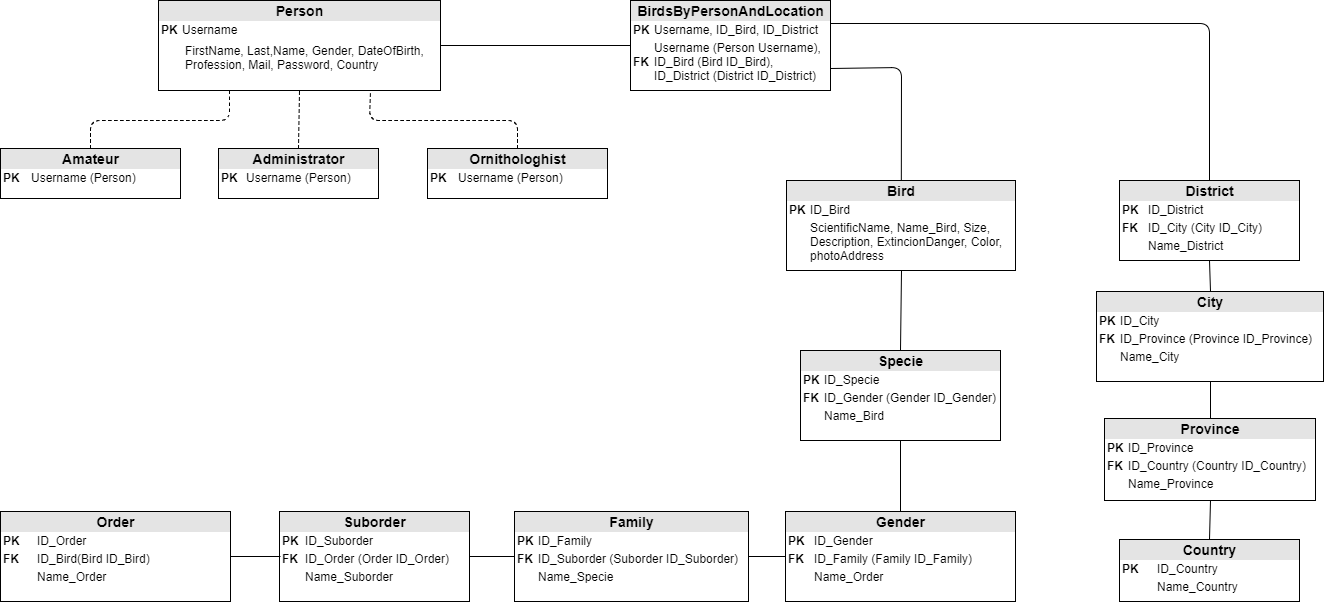 Person
PK Username
FirstName, Last,Name, Gender, DateOfBirth,
Profession, Mail, Password, Country
BirdsByPersonAndLocation
PK Username, ID_Bird, ID_District
Username (Person Username),
FK ID_Bird (Bird ID_Bird),
ID_District (District ID_District)
Amateur
PK Username (Person)
Administrator
PK Username (Person)
Ornithologhist
PK Username (Person)
Bird
PK ID_Bird
ScientificName, Name_Bird, Size,
Description, ExtincionDanger, Color,
photoAddress
District
PK ID_District
FK ID_City (City ID_City)
Name_District
City
PK ID_City
FK ID_Province (Province ID_Province)
Name_City
Specie
PK ID_Specie
FK ID_Gender (Gender ID_Gender)
Name_Bird
Province
PK ID_Province
FK ID_Country (Country ID_Country)
Name_Province
Order
PK ID_Order
FK ID_Bird(Bird ID_Bird)
Name_Order
Suborder
PK ID_Suborder
FK ID_Order (Order ID_Order)
Name_Suborder
Family
PK ID_Family
FK ID_Suborder (Suborder ID_Suborder)
Name_Specie
Gender
PK ID_Gender
FK ID_Family (Family ID_Family)
Name_Order
Country
PK ID_Country
Name_Country